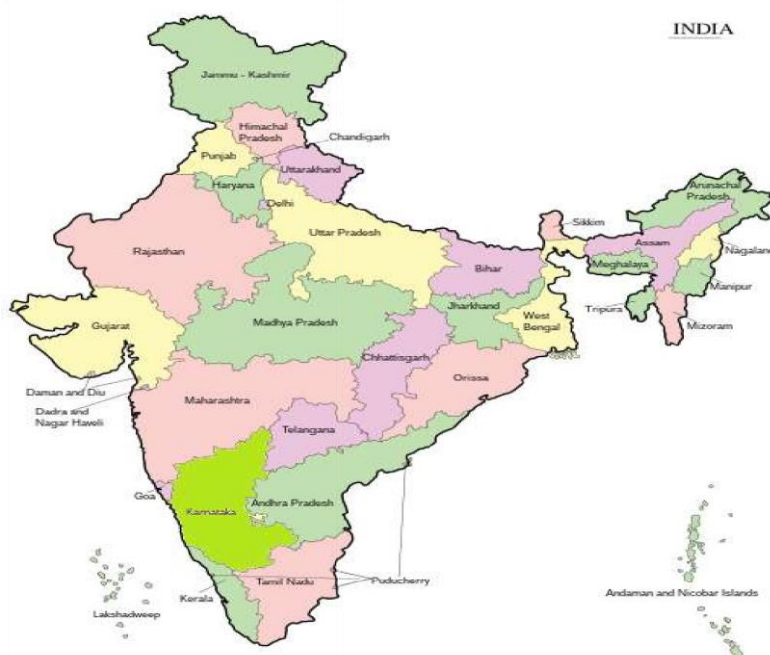 INDIA
Jammu - Kashmir
Himachal
Pradesh
Chandigarh
Punjab
Uttarakhand
Haryana
Delhi
Arunachal
Pradesh
Sikkim
Uttar Pradesh
Assam
Nagaland
Rajasthan
Bihar
Meghalaya
Manipur
Jharkhand
Tripura
West
Bengal
Gujarat
Madhya Pradesh
Mizoram
Chhattisgarh
Orissa
Daman and Diu
Maharashtra
Dadra and
Nagar Haveli
Telangana
Goa
Karnataka
Andhra Pradesh
Tamil Nadu
Puducherry
Kerala
Andaman and Nicobar Islands
Lakshadweep